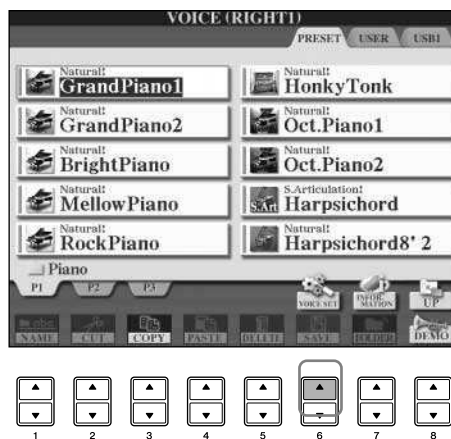 VOICE (RIGHT1)
PRESET USER USB1
Natural!
GrandPiano1
Natural!
GrandPiano2
Natural!
BrightPiano
Natural!
MellowPiano
Natural!
RockPiano
Natural!
HonkyTonk
Natural!
Oct.Piano1
Natural!
Oct.Piano2
S.Articulation!
S.Art
Harpsichord
Natural!
Harpsichord8' 2
Piano
P1 P2 P3
VOICE SET
INFOR-
MATION
UP
NAME CUT COPY PASTE DELETE SAVE FOLDER DEMO
1 2 3 4 5 6 7 8